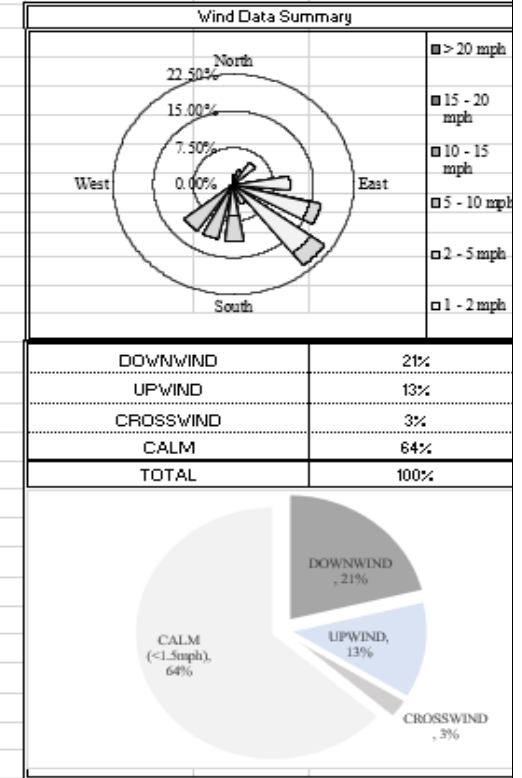 Wind Data Summary
North
22.50%
15.00%
7.50%
West
0.00%
East
South
> 20 mph
15 - 20
mph
10 - 15
mph
5 - 10 mph
2 - 5 mph
1 - 2 mph
DOWNWIND 21%
UPWIND 13%
CROSSWIND 3%
CALM 64%
TOTAL 100%
DOWNWIND
, 21%
UPWIND,
13%
CALM
(<1.5mph),
64%
CROSSWIND
, 3%